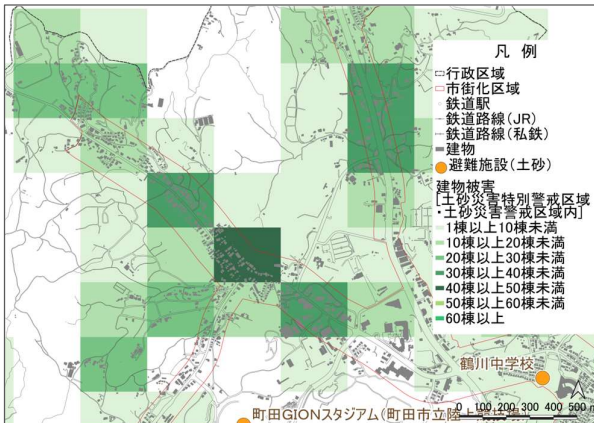 凡 例
行政区域
市街化区域
鉄道駅
鉄道路線(JR)
鉄道路線(私鉄)
建物
避難施設(土砂)
建物被害
[土砂災害特別警戒区域
・土砂災害警戒区域内]
1棟以上10棟未満
10棟以上20棟未満
20棟以上30棟未満
30棟以上40棟未満
40棟以上50棟未満
50棟以上60棟未満
60棟以上
鶴川中学校
町田GIONスタジアム(町田市立陸上競技場)
0 100 200 300 400 500 m